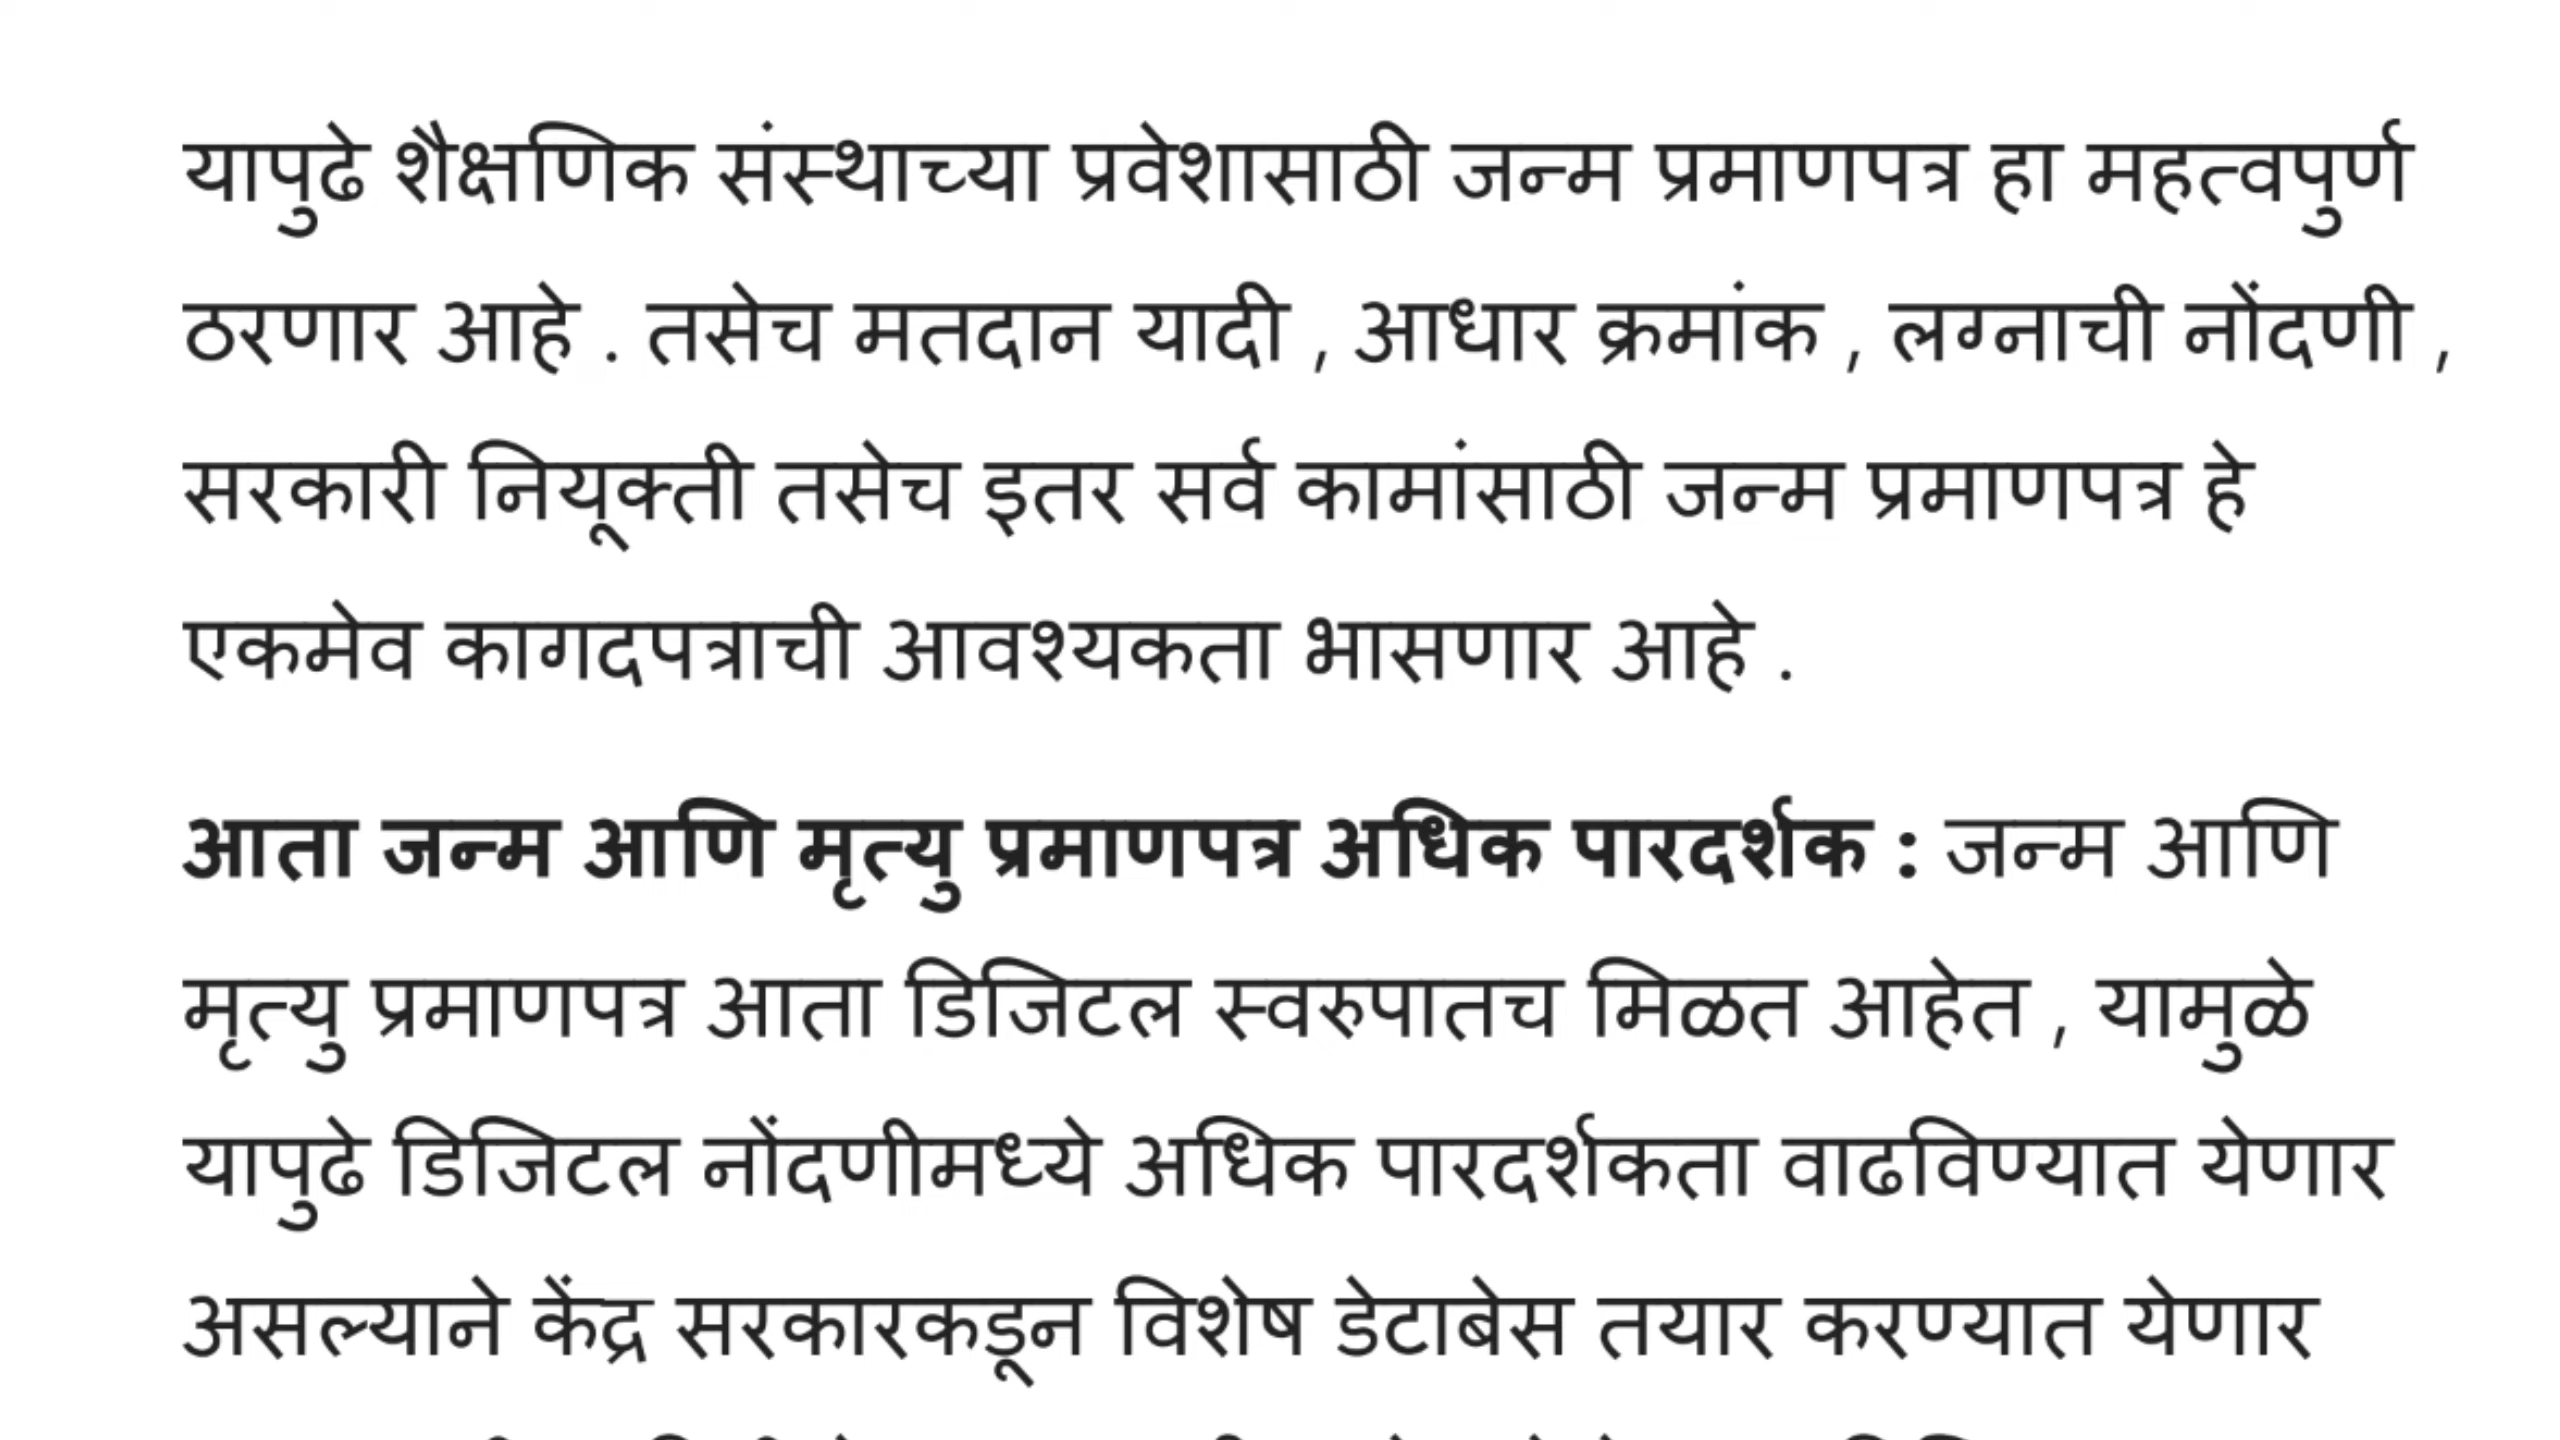 यापुढे शैक्षणिक संस्थाच्या प्रवेशासाठी जन्म प्रमाणपत्र हा महत्वपुर्ण
ठरणार आहे . तसेच मतदान यादी , आधार क्रमांक , लग्नाची नोंदणी ,
सरकारी नियूक्ती तसेच इतर सर्व कामांसाठी जन्म प्रमाणपत्र हे
एकमेव कागदपत्राची आवश्यकता भासणार आहे .
आता जन्म आणि मृत्यु प्रमाणपत्र अधिक पारदर्शक : जन्म आणि
मृत्यु प्रमाणपत्र आता डिजिटल स्वरुपातच मिळत आहेत , यामुळे
यापुढे डिजिटल नोंदणीमध्ये अधिक पारदर्शकता वाढविण्यात येणार
असल्याने केंद्र सरकारकडून विशेष डेटाबेस तयार करण्यात येणार